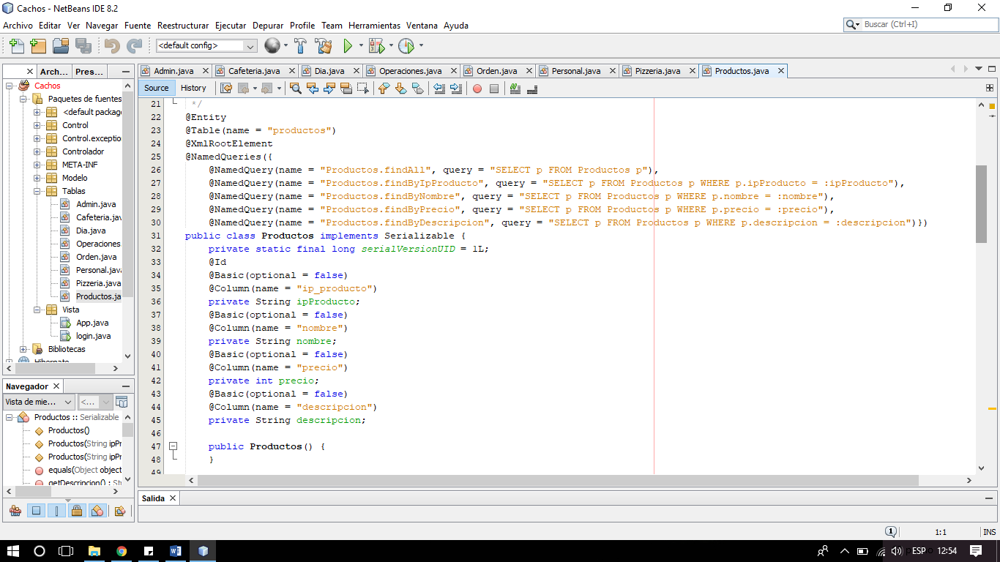 Cachos - NetBeans IDE 8.2
Archivo Editar Ver Navegar Fuente Reestructurar Ejecutar Depurar Profile Team Herramientas Ventana Ayuda
Buscar (Ctrl+I)
<default config>
Arch... Pres...
Admin.java Cafeteria.java Dia.java Operaciones.java Orden.java Personal.java Pizzeria.java Productos.java
Source History
Cachos
Paquetes de fuentes
<default packag
Control
Control.exceptio
Controlador
META-INF
Modelo
Tablas
Admin.java
Cafeteria.jav
Dia.java
Operaciones
Orden.java
Personal.java
Pizzeria.java
Productos.ja
Vista
App.java
login.java
Bibliotecas
Hibernate
Navegador
Vista de mie... <...
Productos :: Serializable
Productos()
Productos(String ipPr
Productos(String ipPr
equals(Object object
getDescripcion() : Str
21 */
22 @Entity
23 @Table(name = "productos")
24 @XmlRootElement
25 @NamedQueries({
26 @NamedQuery(name = "Productos.findAll", query = "SELECT p FROM Productos p"),
27 @NamedQuery(name = "Productos.findByIpProducto", query = "SELECT p FROM Productos p WHERE p.ipProducto = :ipProducto"),
28 @NamedQuery(name = "Productos.findByNombre", query = "SELECT p FROM Productos p WHERE p.nombre = :nombre"),
29 @NamedQuery(name = "Productos.findByPrecio", query = "SELECT p FROM Productos p WHERE p.precio = :precio"),
30 @NamedQuery(name = "Productos.findByDescripcion", query = "SELECT p FROM Productos p WHERE p.descripcion = :descripcion")})
31 public class Productos implements Serializable {
32 private static final long serialVersionUID = 1L;
33 @Id
34 @Basic(optional = false)
35 @Column(name = "ip_producto")
36 private String ipProducto;
37 @Basic(optional = false)
38 @Column(name = "nombre")
39 private String nombre;
40 @Basic(optional = false)
41 @Column(name = "precio")
42 private int precio;
43 @Basic(optional = false)
44 @Column(name = "descripcion")
45 private String descripcion;
46
47 public Productos() {
48 }
49
Salida
1 1:1 INS
ESP 12:54